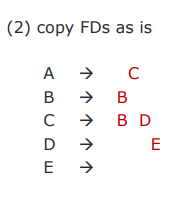 (2) copy FDs as is
A → C
B → B
C → B D
D → E
E →